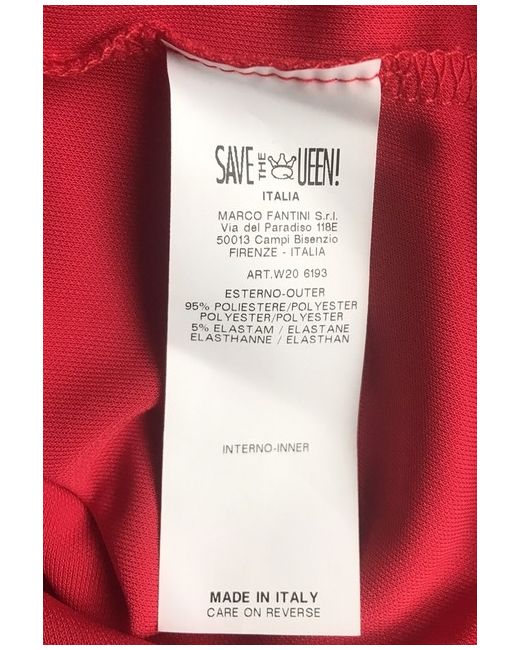 SAVE THE QUEEN!
ITALIA
MARCO FANTINI S.r.l.
Via del Paradiso 118E
50013 Campi Bisenzio
FIRENZE - ITALIA
ART.W20 6193
ESTERNO-OUTER
95% POLIESTERE/POLYESTER
POLYESTER/POLYESTER
5% ELASTAM / ELASTANE
ELASTHANNE / ELASTHAN
INTERNO-INNER
MADE IN ITALY
CARE ON REVERSE